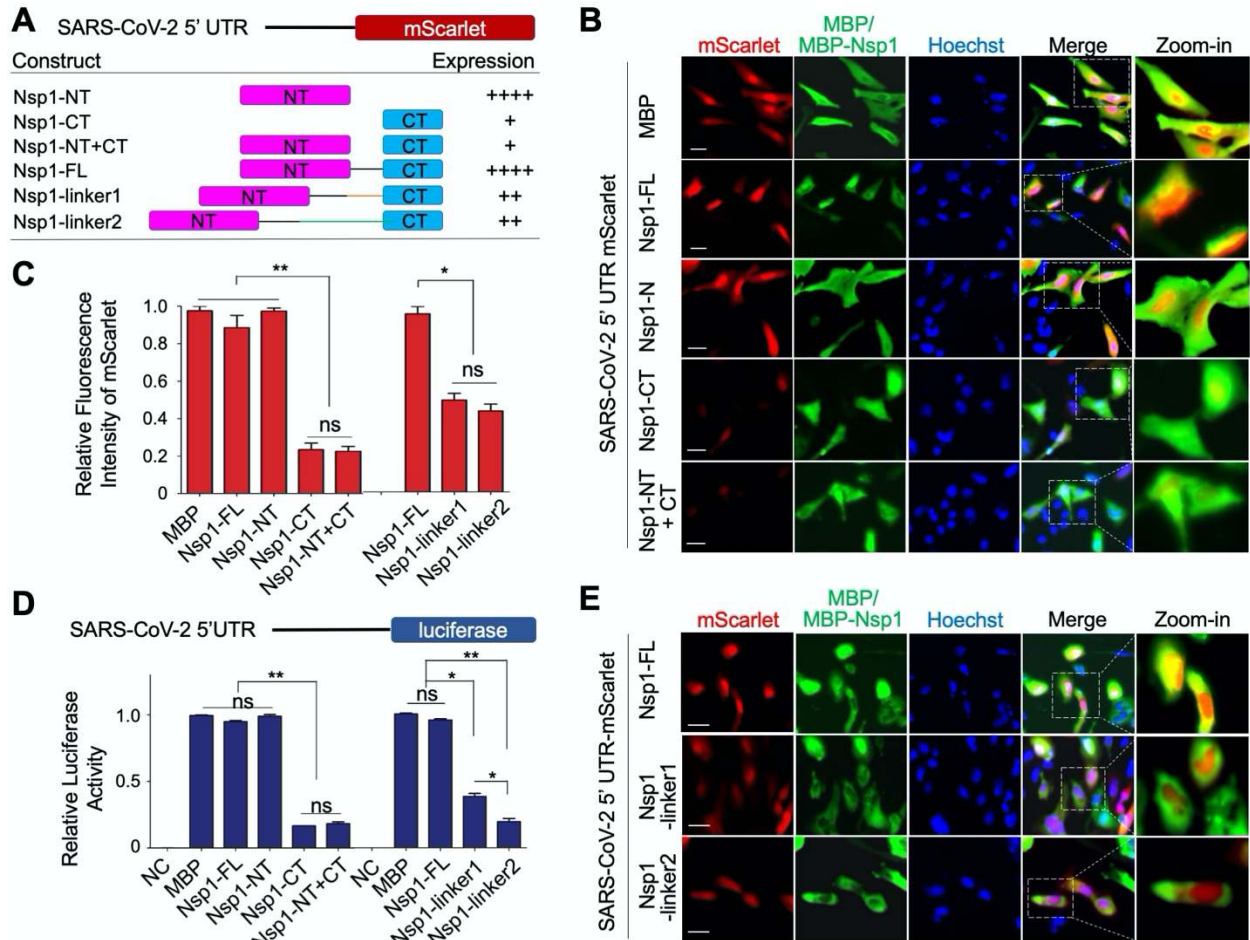 A
SARS-CoV-2 5' UTR mScarlet
Construct Expression
Nsp1-NT NT ++++
Nsp1-CT CT +
Nsp1-NT+CT NT CT +
Nsp1-FL NT CT ++++
Nsp1-linker1 NT CT ++
Nsp1-linker2 NT CT ++
B
mScarlet MBP/ MBP-Nsp1 Hoechst Merge Zoom-in
SARS-CoV-2 5' UTR mScarlet
MBP
Nsp1-FL
Nsp1-N
Nsp1-CT
Nsp1-NT
+ CT
C
Relative Fluorescence
Intensity of mScarlet
1.0
0.8
0.6
0.4
0.2
0
** *
ns ns
MBP
Nsp1-FL
Nsp1-NT
Nsp1-CT
Nsp1-NT+CT
Nsp1-FL
Nsp1-linker1
Nsp1-linker2
D
SARS-CoV-2 5'UTR luciferase
Relative Luciferase
Activity
1.0
0.5
0
ns ** ns
ns * ** *
NC
MBP
Nsp1-FL
Nsp1-NT
Nsp1-CT
Nsp1-NT+CT
NC
MBP
Nsp1-FL
Nsp1-linker1
Nsp1-linker2
E
mScarlet MBP/ MBP-Nsp1 Hoechst Merge Zoom-in
SARS-CoV-2 5' UTR-mScarlet
Nsp1-FL
Nsp1
-linker1
Nsp1
-linker2